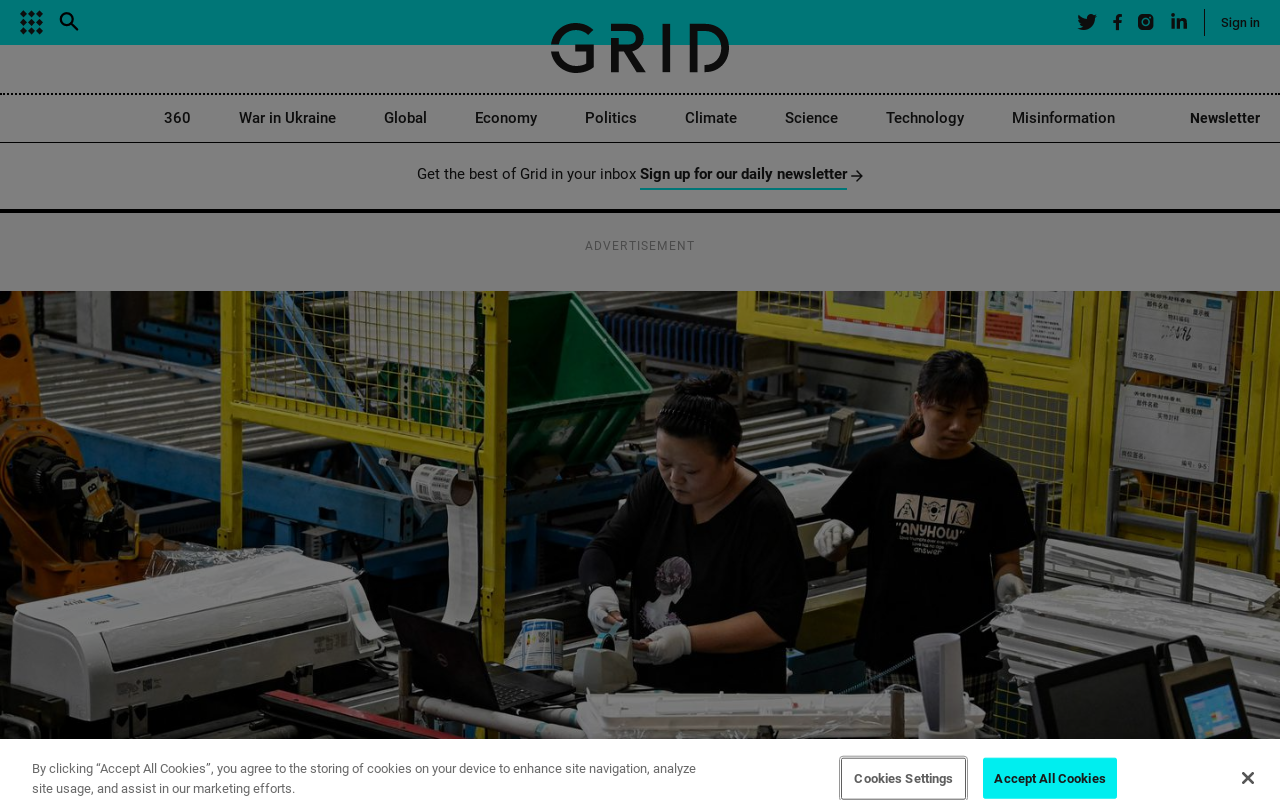 GRID
Sign in
360 War in Ukraine Global Economy Politics Climate Science Technology Misinformation Newsletter
Get the best of Grid in your inbox Sign up for our daily newsletter
ADVERTISEMENT
"ANYHOW"
answer
By clicking “Accept All Cookies”, you agree to the storing of cookies on your device to enhance site navigation, analyze
site usage, and assist in our marketing efforts.
Cookies Settings
Accept All Cookies